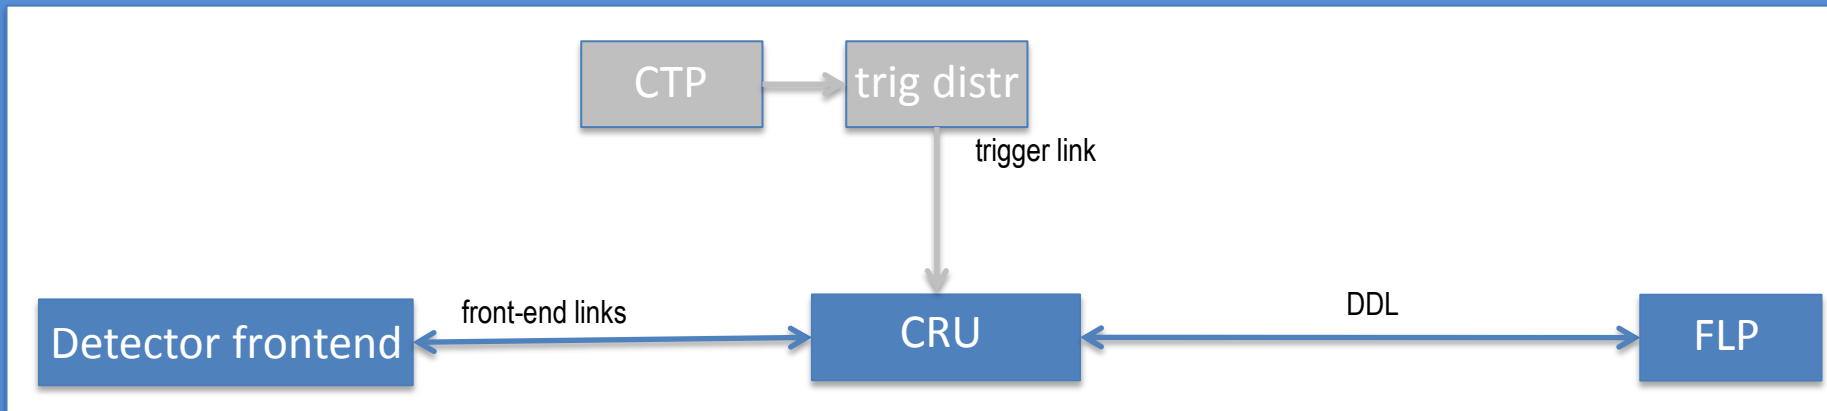 CTP
trig distr
trigger link
front-end links
DDL
Detector frontend
CRU
FLP